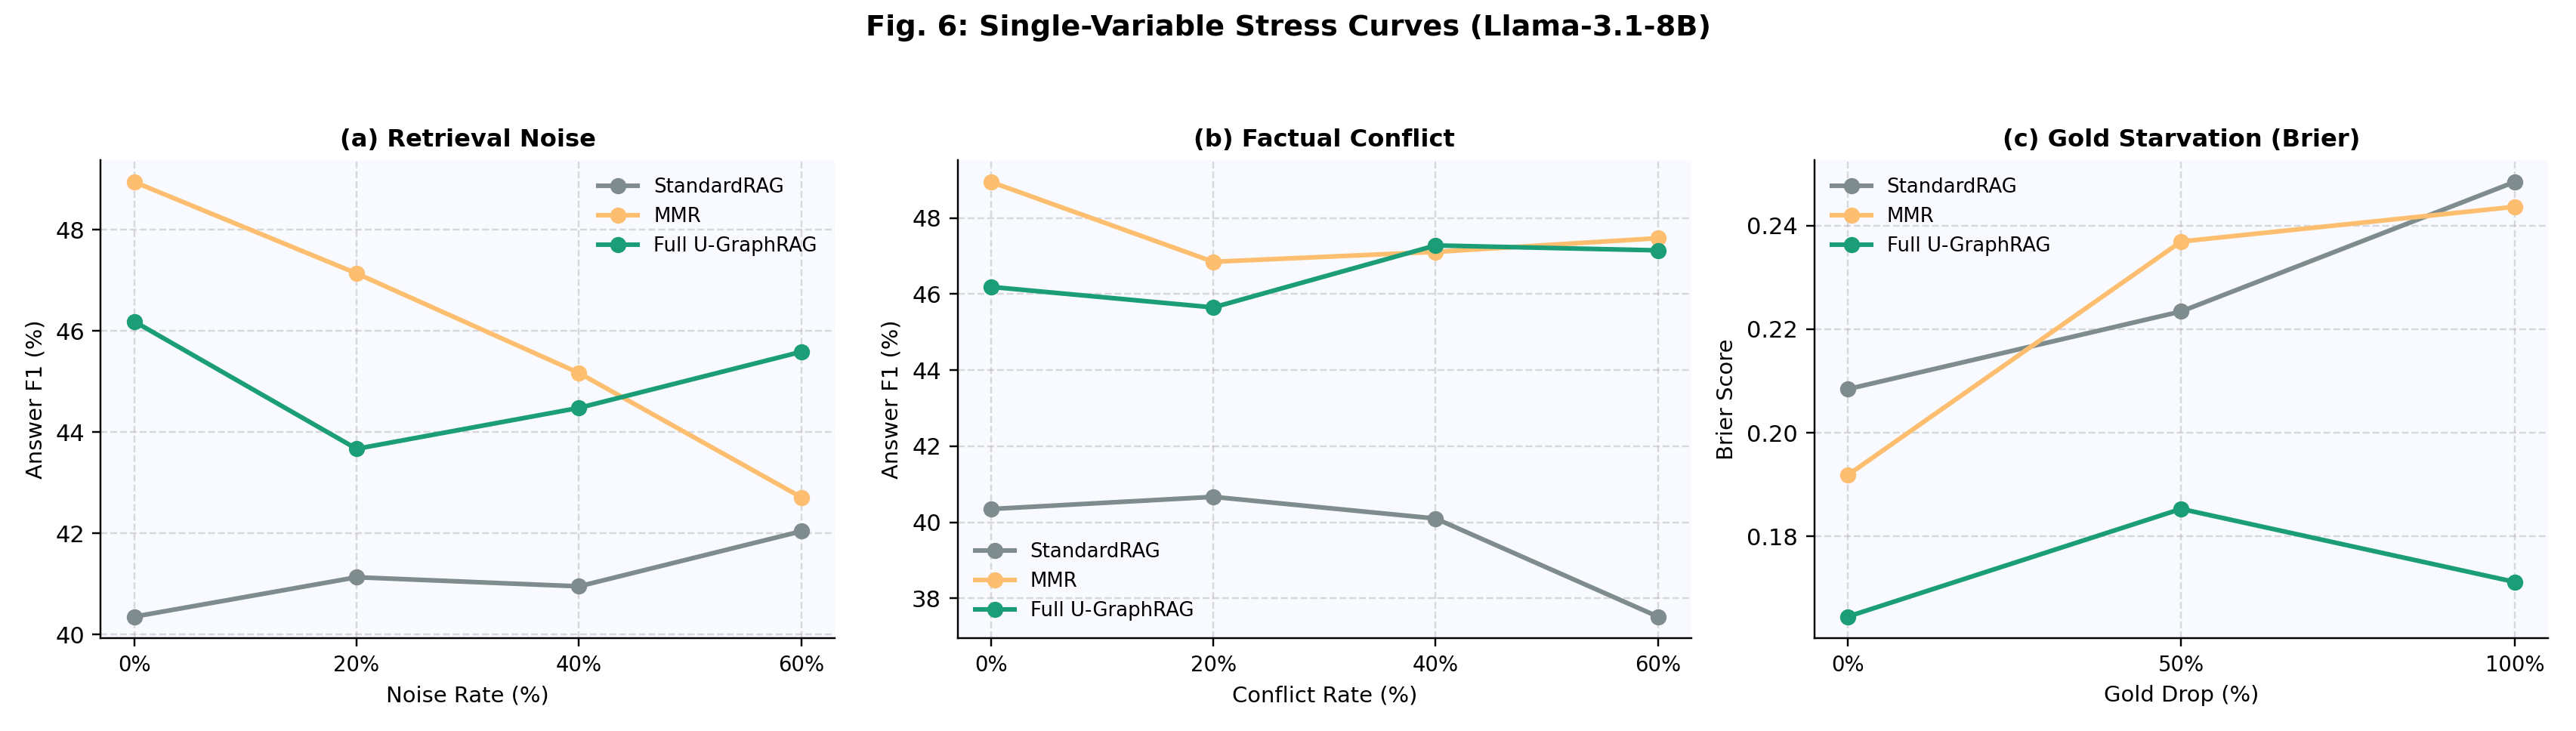 Fig. 6: Single-Variable Stress Curves (Llama-3.1-8B)
(a) Retrieval Noise
StandardRAG
MMR
Full U-GraphRAG
48
46
44
42
40
Answer F1 (%)
0% 20% 40% 60%
Noise Rate (%)
(b) Factual Conflict
48
46
44
42
40
38
Answer F1 (%)
StandardRAG
MMR
Full U-GraphRAG
0% 20% 40% 60%
Conflict Rate (%)
(c) Gold Starvation (Brier)
StandardRAG
MMR
Full U-GraphRAG
0.24
0.22
0.20
0.18
Brier Score
0% 50% 100%
Gold Drop (%)